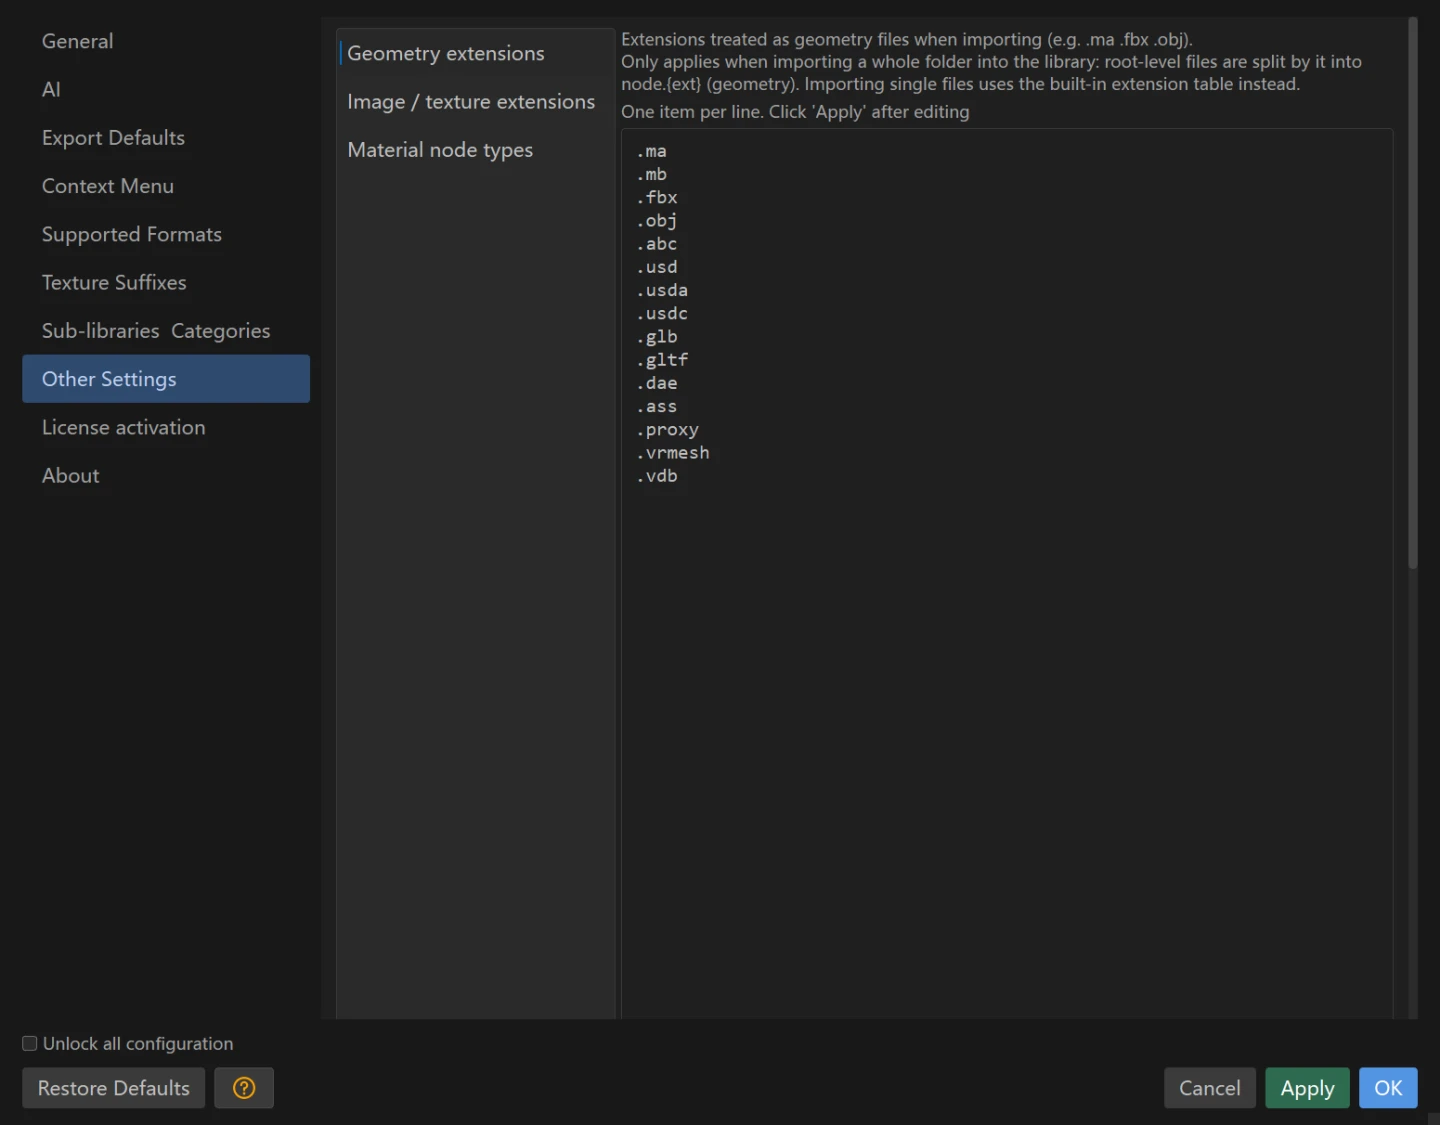 General
AI
Export Defaults
Context Menu
Supported Formats
Texture Suffixes
Sub-libraries  Categories
Other Settings
License activation
About
Geometry extensions
Image / texture extensions
Material node types
Extensions treated as geometry files when importing (e.g. .ma .fbx .obj).
Only applies when importing a whole folder into the library: root-level files are split by it into
node.{ext} (geometry). Importing single files uses the built-in extension table instead.
One item per line. Click 'Apply' after editing
.ma
.mb
.fbx
.obj
.abc
.usd
.usda
.usdc
.glb
.gltf
.dae
.ass
.proxy
.vrmesh
.vdb
Unlock all configuration
Restore Defaults
?
Cancel
Apply
OK